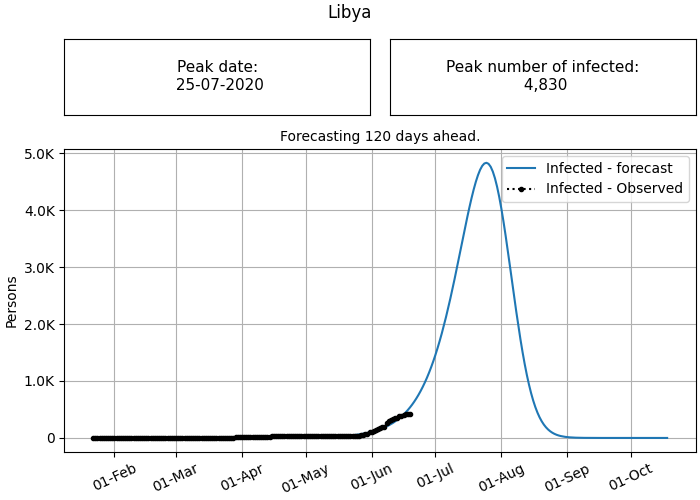 Libya
Peak date:
25-07-2020
Peak number of infected:
4,830
Forecasting 120 days ahead.
5.0K
4.0K
3.0K
2.0K
1.0K
0
Persons
Infected - forecast
Infected - Observed
01-Feb
01-Mar
01-Apr
01-May
01-Jun
01-Jul
01-Aug
01-Sep
01-Oct